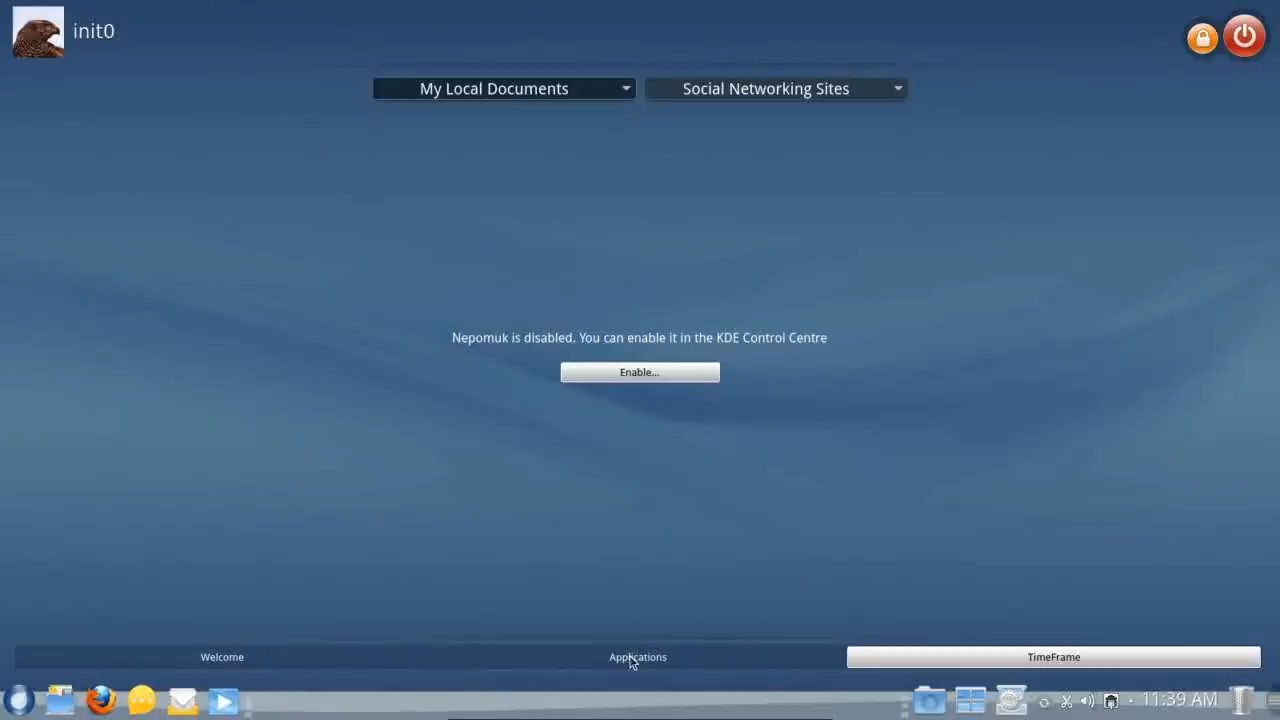 init0
My Local Documents
Social Networking Sites
Nepomuk is disabled. You can enable it in the KDE Control Centre
Enable...
Welcome
Applications
TimeFrame
11:39 AM